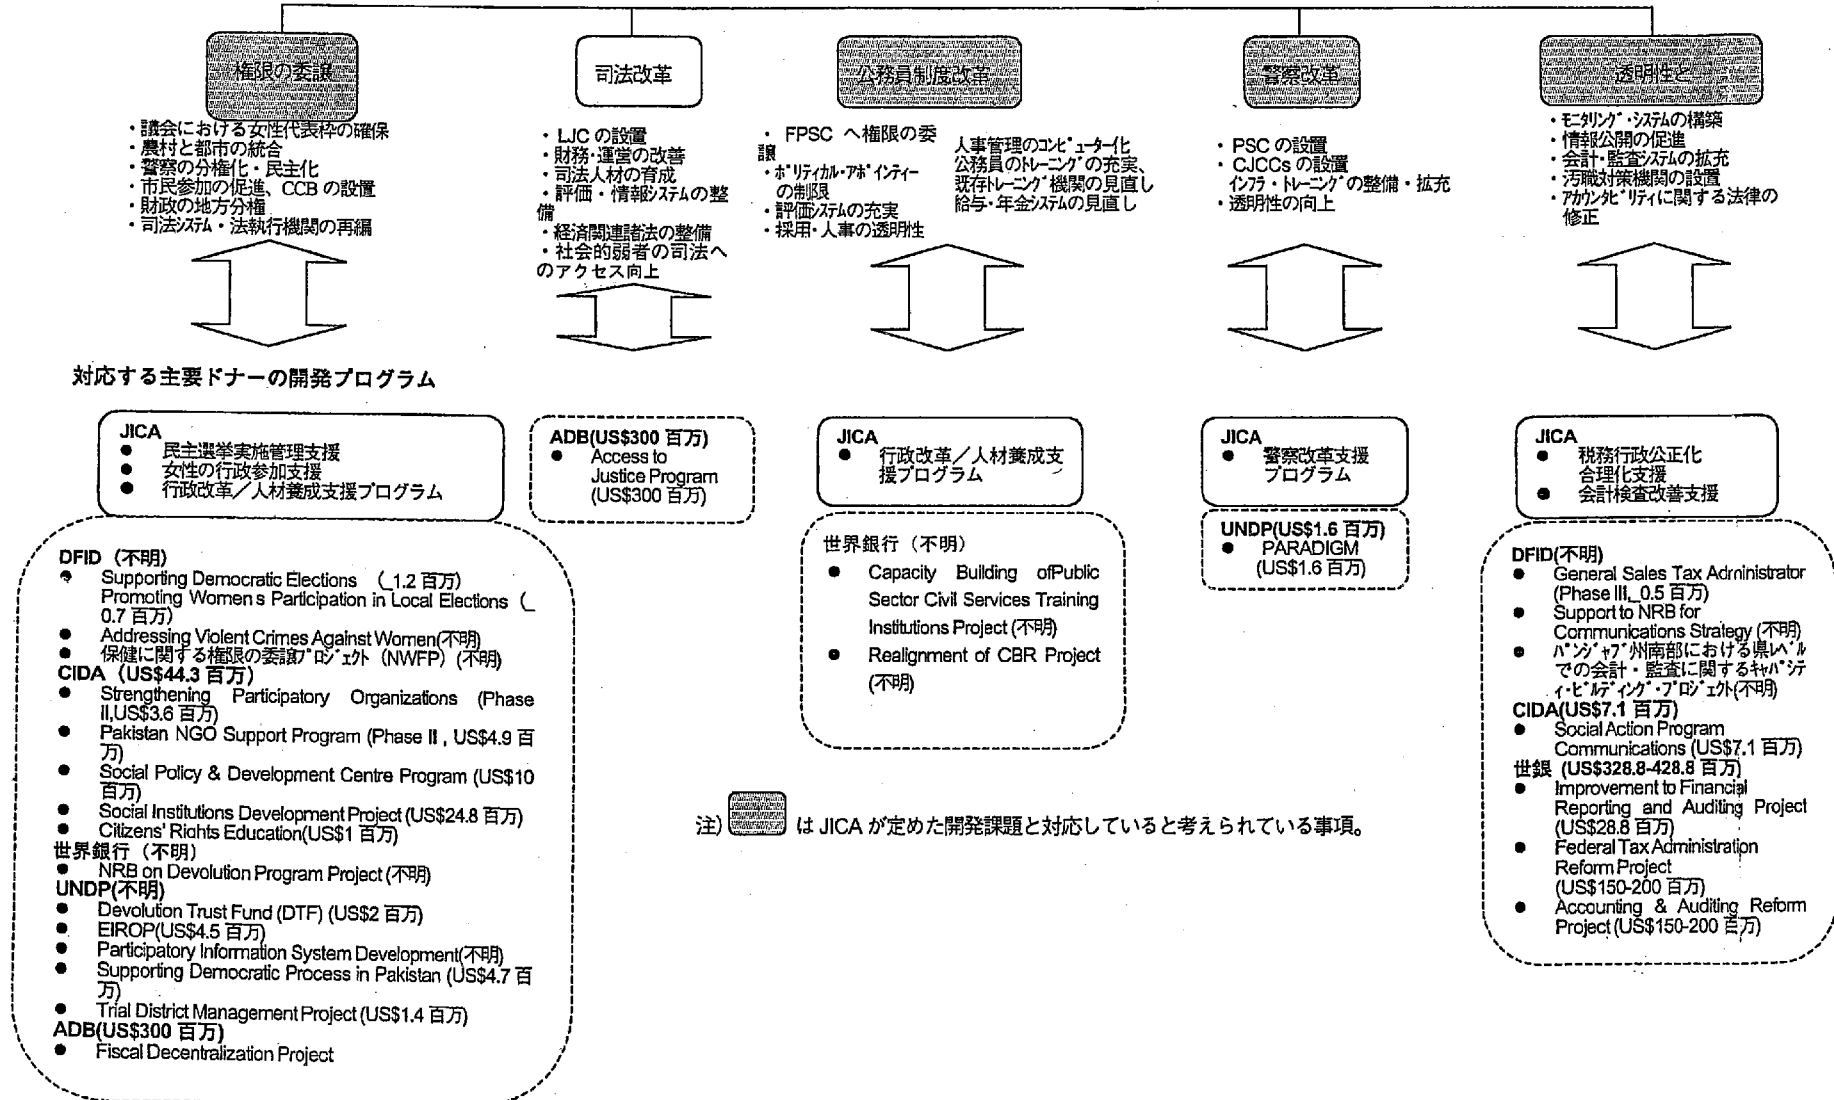 権限の委譲
・議会における女性代表枠の確保
・農村と都市の統合
・警察の分権化・民主化
・市民参加の促進、CCB の設置
・財政の地方分権
・司法システム・法執行機関の再編
司法改革
・LJC の設置
・財務・運営の改善
・司法人材の育成
・評価・情報システムの整
備
・経済関連諸法の整備
・社会的弱者の司法へ
のアクセス向上
公務員制度改革
・ FPSC へ権限の委
譲
・ポリティカル・アポインティー
の制限
・評価システムの充実
・採用・人事の透明性
人事管理のコンピューター化
公務員のトレーニングの充実、
既存トレーニング機関の見直し
給与・年金システムの見直し
警察改革
・PSC の設置
・CJCCs の設置
インフラ・トレーニングの整備・拡充
・透明性の向上
透明性と
・モニタリング・システムの構築
・情報公開の促進
・会計・監査システムの拡充
・汚職対策機関の設置
・アカウンタビリティに関する法律の
修正
対応する主要ドナーの開発プログラム
JICA
● 民主選挙実施管理支援
● 女性の行政参加支援
● 行政改革／人材養成支援プログラム
DFID（不明）
● Supporting Democratic Elections （_1.2 百万）
Promoting Women s Participation in Local Elections（_
0.7 百万）
● Addressing Violent Crimes Against Women(不明)
● 保健に関する権限の委譲プロジェクト（NWFP）(不明）
CIDA（US$44.3 百万）
● Strengthening Participatory Organizations (Phase
II,US$3.6 百万）
● Pakistan NGO Support Program (Phase II , US$4.9 百
万）
● Social Policy & Development Centre Program (US$10
百万）
● Social Institutions Development Project (US$24.8 百万）
● Citizens' Rights Education(US$1 百万）
世界銀行（不明）
● NRB on Devolution Program Project (不明）
UNDP(不明)
● Devolution Trust Fund (DTF) (US$2 百万）
● EIROP(US$4.5 百万）
● Participatory Information System Development(不明)
● Supporting Democratic Process in Pakistan (US$4.7 百
万）
● Trial District Management Project (US$1.4 百万）
ADB(US$300 百万）
● Fiscal Decentralization Project
ADB(US$300 百万）
● Access to
Justice Program
(US$300 百万）
JICA
● 行政改革／人材養成支
援プログラム
世界銀行（不明）
● Capacity Building ofPublic
Sector Civil Services Training
Institutions Project (不明）
● Realignment of CBR Project
(不明）
JICA
● 警察改革支援
プログラム
UNDP(US$1.6 百万）
● PARADIGM
(US$1.6 百万）
JICA
● 税務行政公正化
合理化支援
● 会計検査改善支援
DFID(不明)
● General Sales Tax Administrator
(Phase III,_0.5 百万）
● Support to NRB for
Communications Strategy (不明）
● パンジャブ州南部における県レベル
での会計・監査に関するキャパシテ
ィ・ビルディング・プロジェクト(不明)
CIDA(US$7.1 百万）
● Social Action Program
Communications (US$7.1 百万）
世銀 (US$328.8-428.8 百万）
● Improvement to Financial
Reporting and Auditing Project
(US$28.8 百万）
● Federal Tax Administration
Reform Project
(US$150-200 百万）
● Accounting & Auditing Reform
Project (US$150-200 百万）
注） は JICA が定めた開発課題と対応していると考えられている事項。